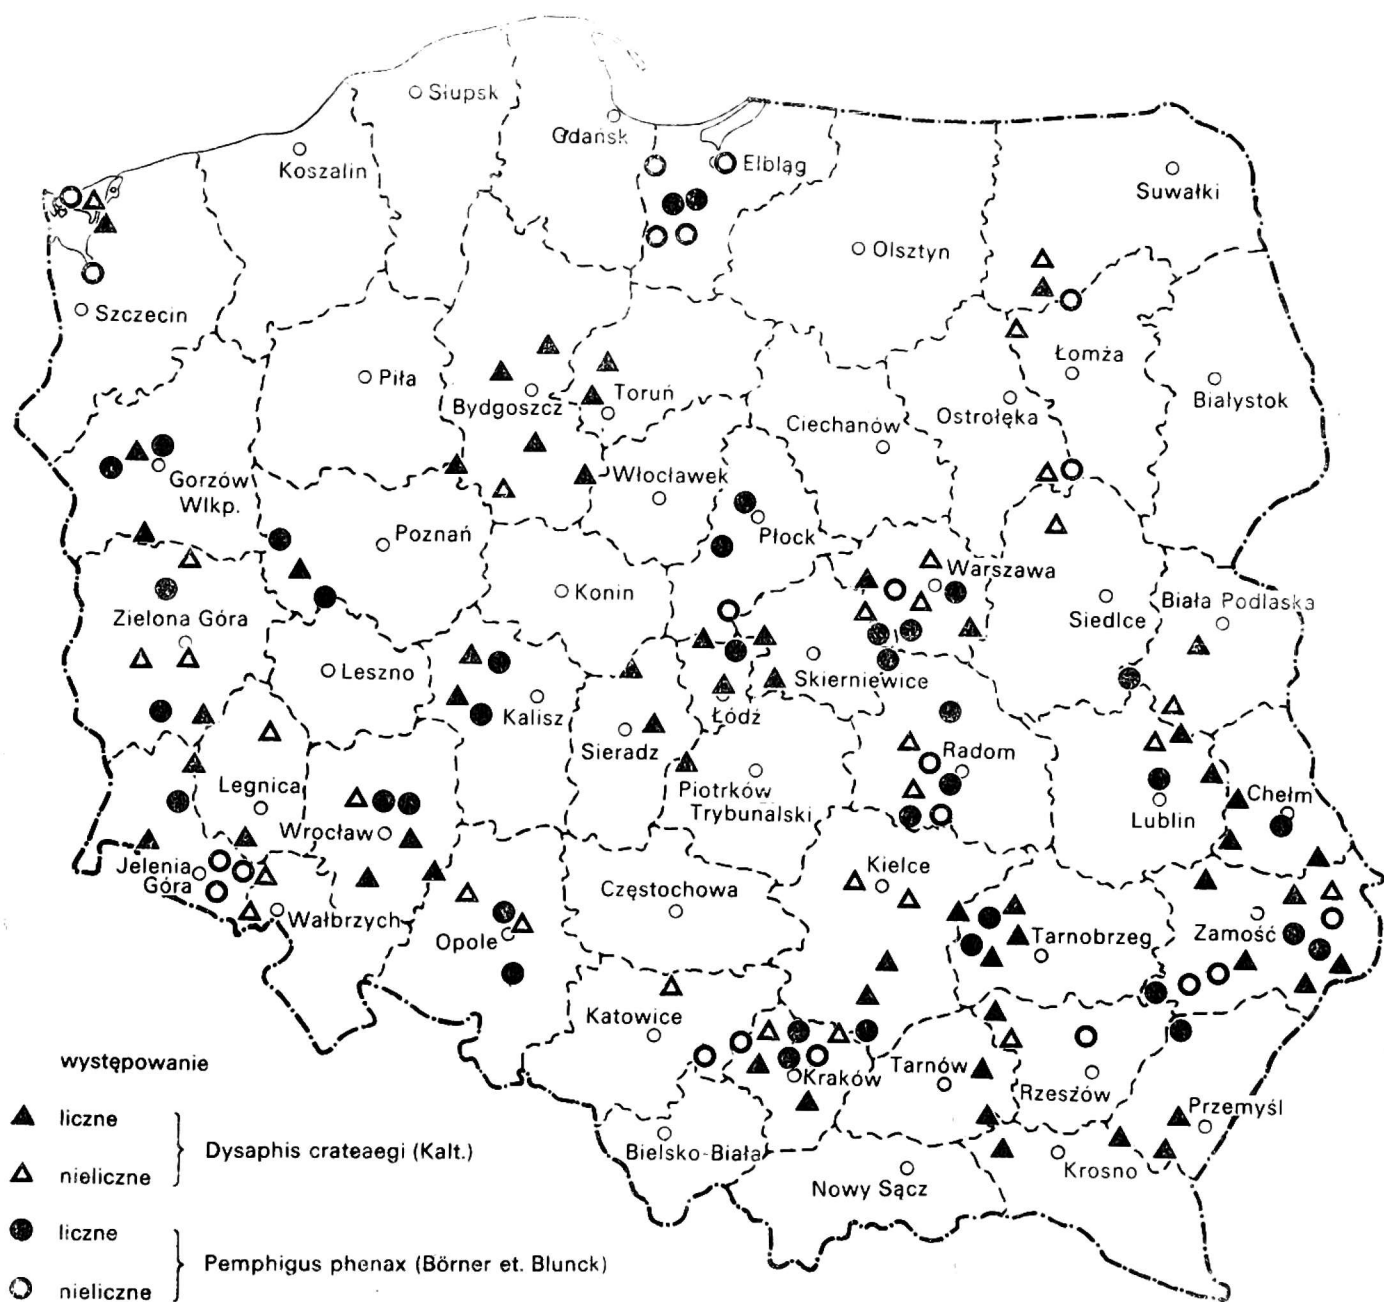 Słupsk
Gdańsk
Koszalin
Elbląg
Suwałki
Olsztyn
Szczecin
Łomża
Piła
Toruń
Bydgoszcz
Ostrołęka
Białystok
Ciechanów
Włocławek
Gorzów
Wlkp.
Poznań
Płock
Warszawa
Konin
Biała Podlaska
Zielona Góra
Siedlce
Leszno
Skierniewice
Kalisz
Łódź
Sieradz
Radom
Legnica
Piotrków
Trybunalski
Chełm
Lublin
Wrocław
Jelenia
Góra
Kielce
Częstochowa
Wałbrzych
Opole
Tarnobrzeg
Zamość
Katowice
Kraków
Tarnów
Rzeszów
Przemyśl
Bielsko-Biała
Krosno
Nowy Sącz
występowanie
liczne
Dysaphis crateaegi (Kalt.)
nieliczne
liczne
Pemphigus phenax (Börner et. Blunck)
nieliczne